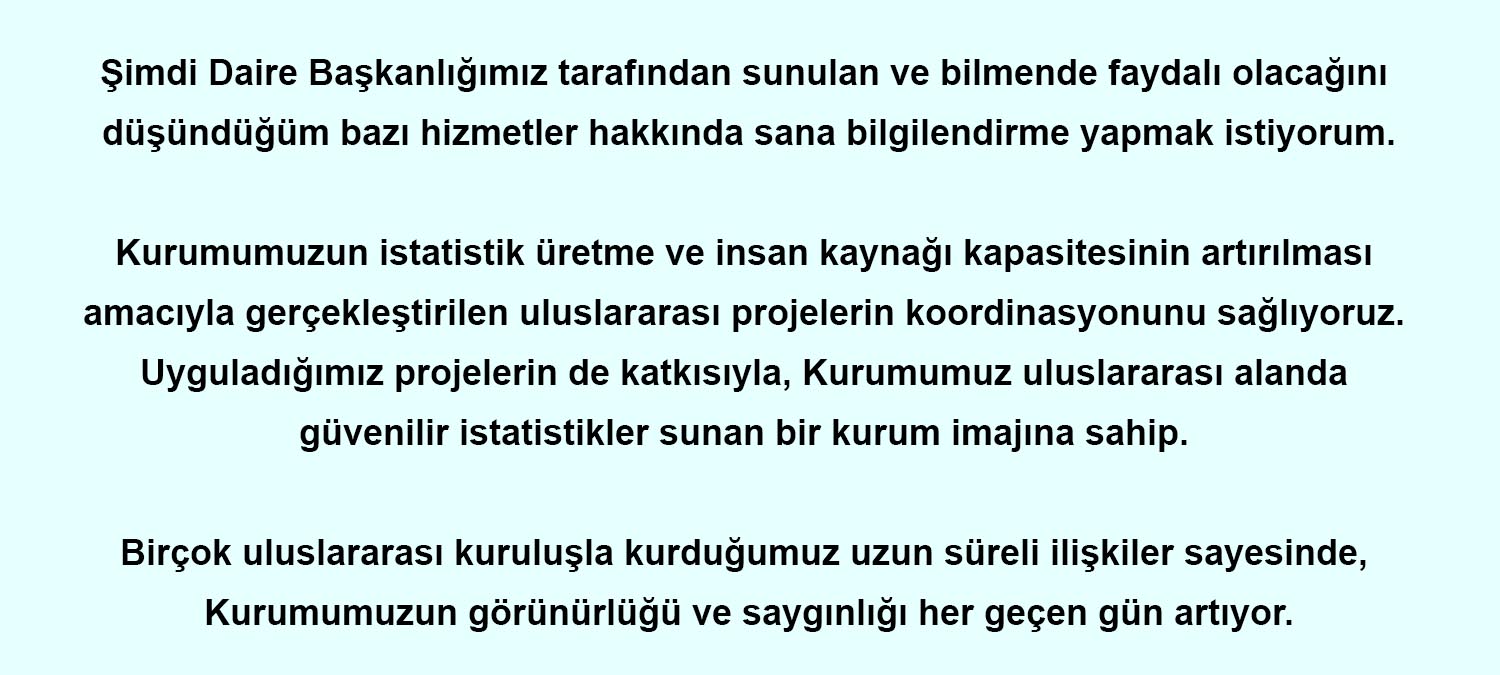 Şimdi Daire Başkanlığımız tarafından sunulan ve bilmende faydalı olacağını
düşündüğüm bazı hizmetler hakkında sana bilgilendirme yapmak istiyorum.
Kurumumuzun istatistik üretme ve insan kaynağı kapasitesinin artırılması
amacıyla gerçekleştirilen uluslararası projelerin koordinasyonunu sağlıyoruz.
Uyguladığımız projelerin de katkısıyla, Kurumumuz uluslararası alanda
güvenilir istatistikler sunan bir kurum imajına sahip.
Birçok uluslararası kuruluşla kurduğumuz uzun süreli ilişkiler sayesinde,
Kurumumuzun görünürlüğü ve saygınlığı her geçen gün artıyor.